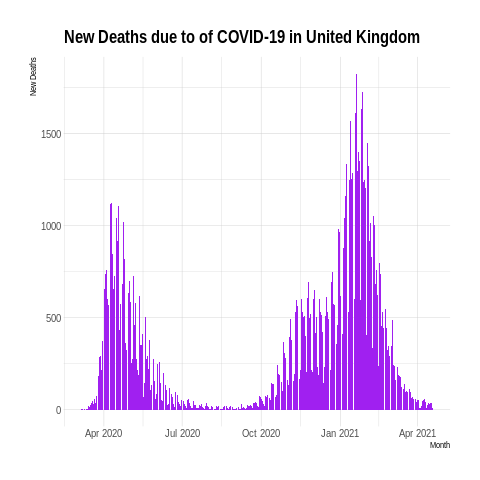 New Deaths due to of COVID-19 in United Kingdom
New Deaths
1500
1000
500
0
Apr 2020 Jul 2020 Oct 2020 Jan 2021 Apr 2021
Month